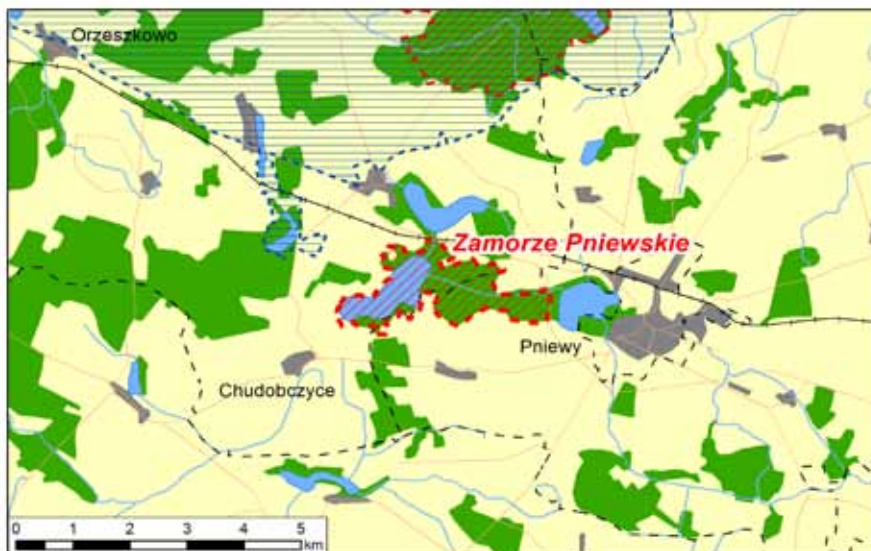 Orzeszkowo
Zamorze Pniewskie
Pniewy
Chudobczyce
0 1 2 3 4 5
km